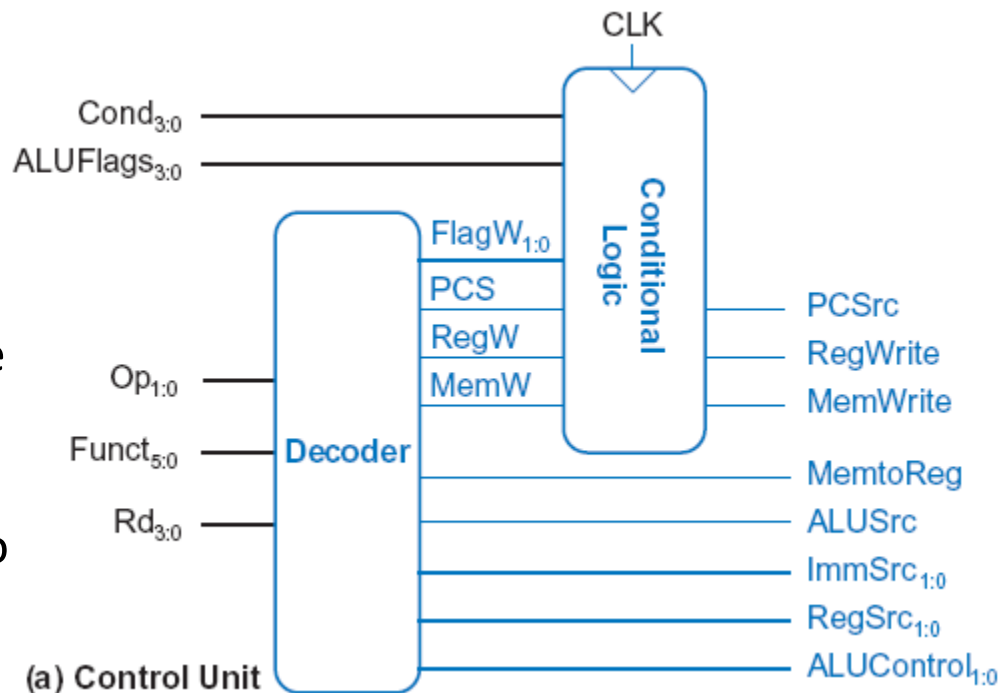 CLK
Cond3:0
ALUFlags3:0
Conditional
Logic
FlagW1:0
PCS
RegW
MemW
PCSrc
RegWrite
MemWrite
e
Op1:0
Funct5:0
Decoder
Rd3:0
MemtoReg
ALUSrc
ImmSrc1:0
RegSrc1:0
ALUControl1:0
(a) Control Unit